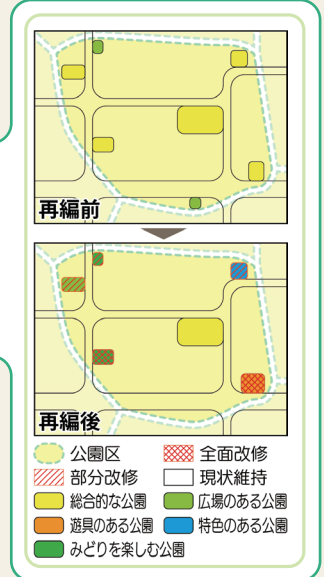 再編前
再編後
公園区 全面改修
部分改修 現状維持
総合的な公園 広場のある公園
遊具のある公園 特色のある公園
みどりを楽しむ公園